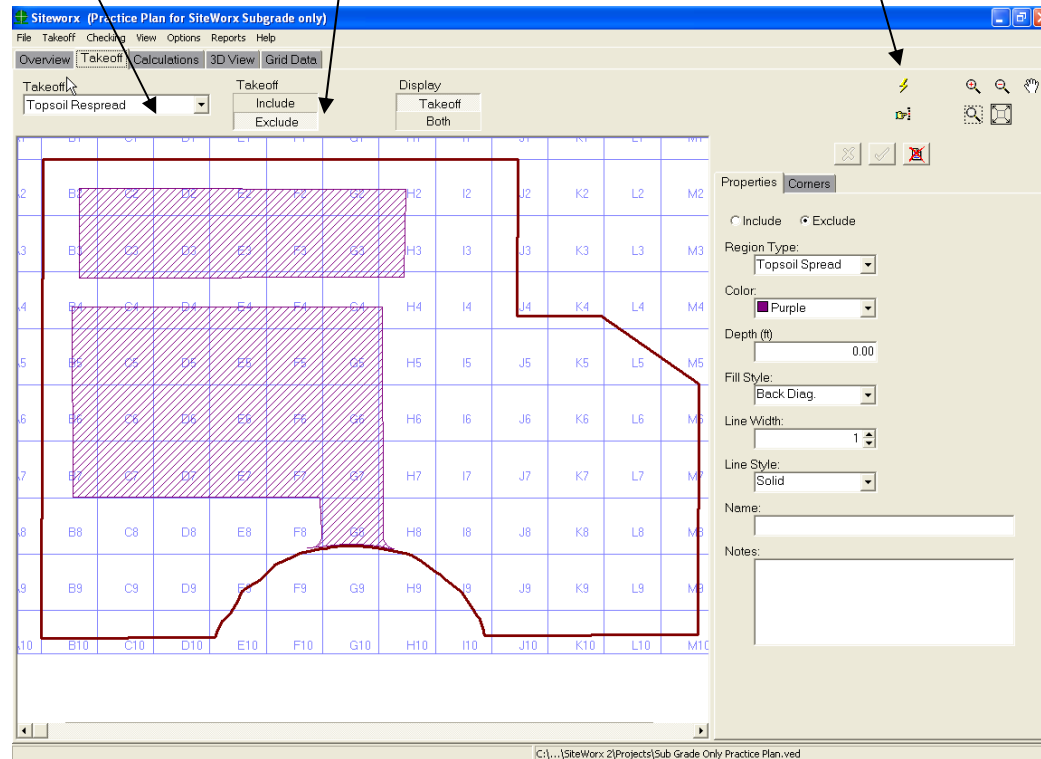 Siteworx (Practice Plan for SiteWorx Subgrade only)
File Takeoff Checking View Options Reports Help
Overview Takeoff Calculations 3D View Grid Data
Takeoff Takeoff Display
Topsoil Respread Include Takeoff
Exclude Both
B2 C2 D2 E2 F2 G2 H2 I2 J2 K2 L2 M2
B3 C3 D3 E3 F3 G3 H3 I3 J3 K3 L3 M3
B4 C4 D4 E4 F4 G4 H4 I4 J4 K4 L4 M4
B5 C5 D5 E5 F5 G5 H5 I5 J5 K5 L5 M5
B6 C6 D6 E6 F6 G6 H6 I6 J6 K6 L6 M6
B7 C7 D7 E7 F7 G7 H7 I7 J7 K7 L7 M7
B8 C8 D8 E8 F8 G8 H8 I8 J8 K8 L8 M8
B9 C9 D9 E9 F9 G9 H9 I9 J9 K9 L9 M9
B10 C10 D10 E10 F10 G10 H10 I10 J10 K10 L10
Properties Corners
Include Exclude
Region Type:
Topsoil Spread
Color:
Purple
Depth (ft)
0.00
Fill Style:
Back Diag.
Line Width:
1
Line Style:
Solid
Name:
Notes:
C:\...\SiteWorx 2\Projects\Sub Grade Only Practice Plan.ved